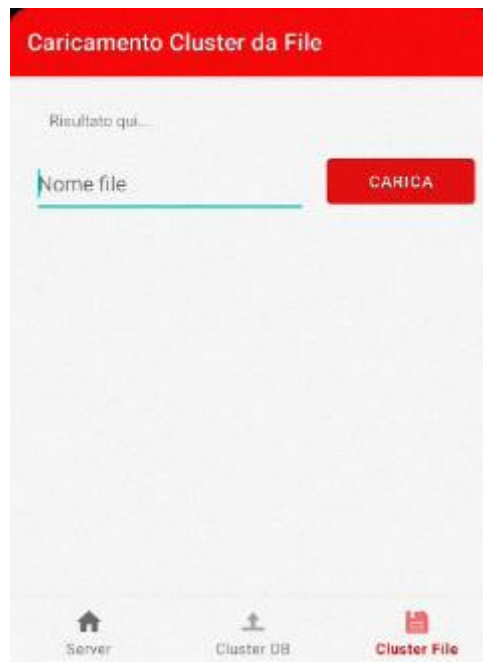 Caricamento Cluster da File
Risultato qui...
Nome file
CARICA
Server
Cluster DB
Cluster File